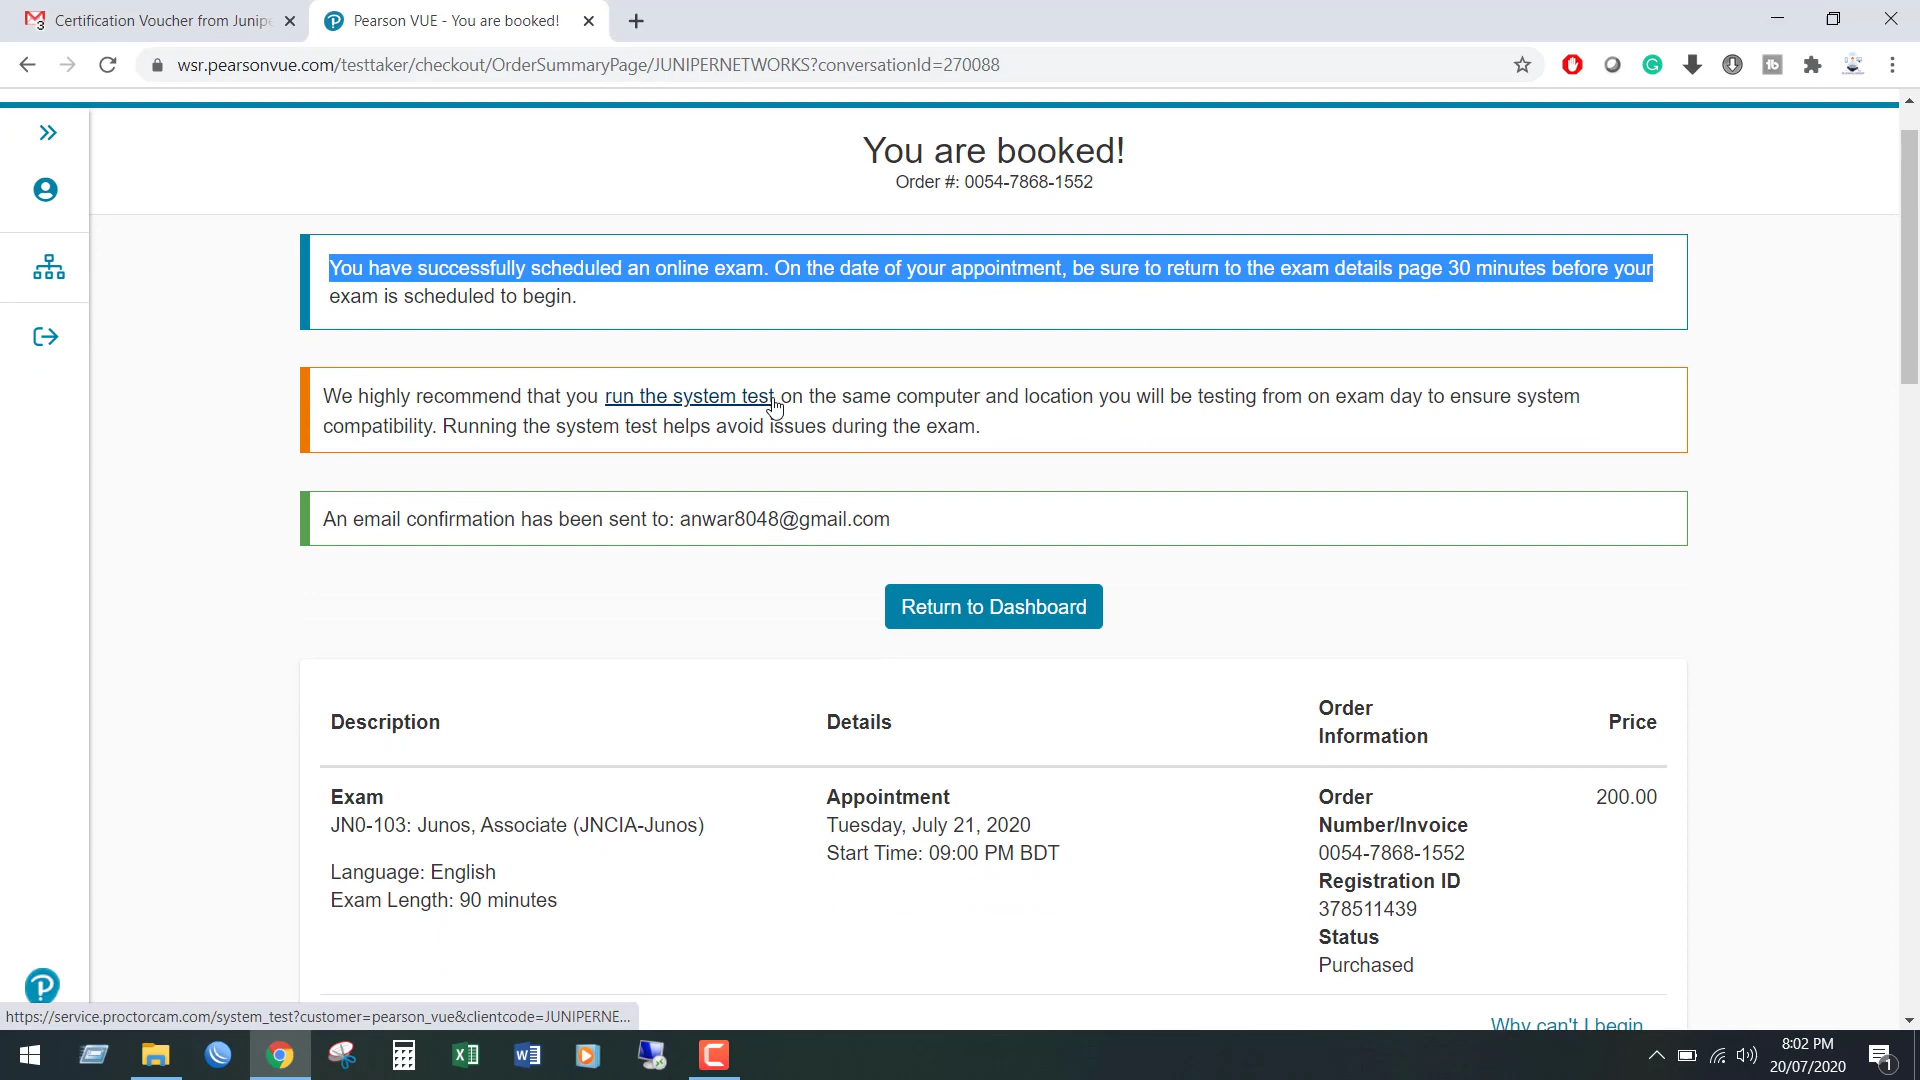 Certification Voucher from Junipe
Pearson VUE - You are booked!
wsr.pearsonvue.com/testtaker/checkout/OrderSummaryPage/JUNIPERNETWORKS?conversationId=270088
You are booked!
Order #: 0054-7868-1552
You have successfully scheduled an online exam. On the date of your appointment, be sure to return to the exam details page 30 minutes before your
exam is scheduled to begin.
We highly recommend that you run the system test on the same computer and location you will be testing from on exam day to ensure system
compatibility. Running the system test helps avoid issues during the exam.
An email confirmation has been sent to: anwar8048@gmail.com
Return to Dashboard
Description
Details
Order
Information
Price
Exam
JN0-103: Junos, Associate (JNCIA-Junos)
Language: English
Exam Length: 90 minutes
Appointment
Tuesday, July 21, 2020
Start Time: 09:00 PM BDT
Order
Number/Invoice
0054-7868-1552
Registration ID
378511439
Status
Purchased
200.00
Why can't I begin
https://service.proctorcam.com/system_test?customer=pearson_vue&clientcode=JUNIPERNE...
8:02 PM
20/07/2020
1